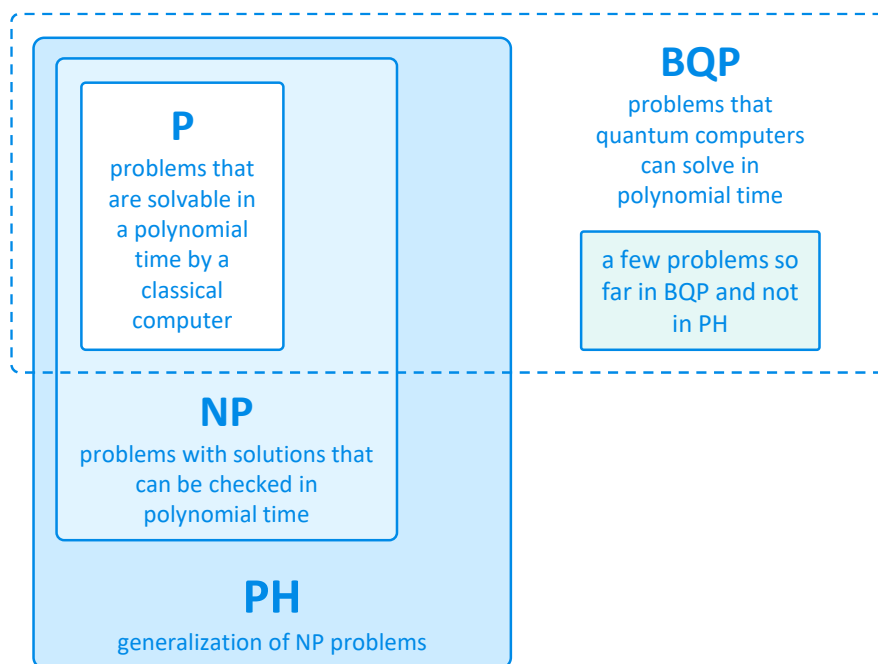 P
problems that
are solvable in
a polynomial
time by a
classical
computer
BQP
problems that
quantum computers
can solve in
polynomial time
a few problems so
far in BQP and not
in PH
NP
problems with solutions that
can be checked in
polynomial time
PH
generalization of NP problems